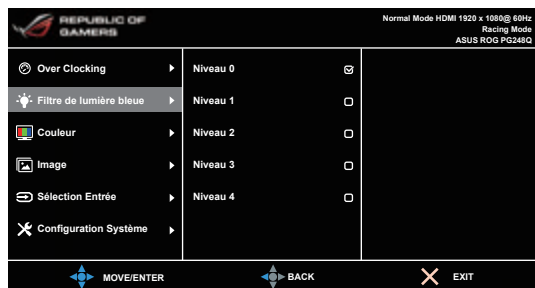 REPUBLIC OF
GAMERS
Normal Mode HDMI 1920 x 1080@ 60Hz
Racing Mode
ASUS ROG PG248Q
Over Clocking
Filtre de lumière bleue
Couleur
Image
Sélection Entrée
Configuration Système
Niveau 0
Niveau 1
Niveau 2
Niveau 3
Niveau 4
MOVE/ENTER
BACK
EXIT